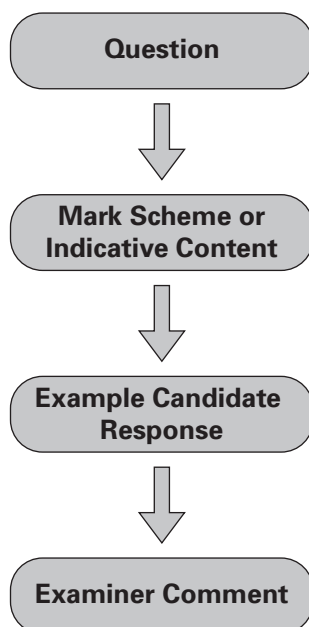 Question
Mark Scheme or
Indicative Content
Example Candidate
Response
Examiner Comment